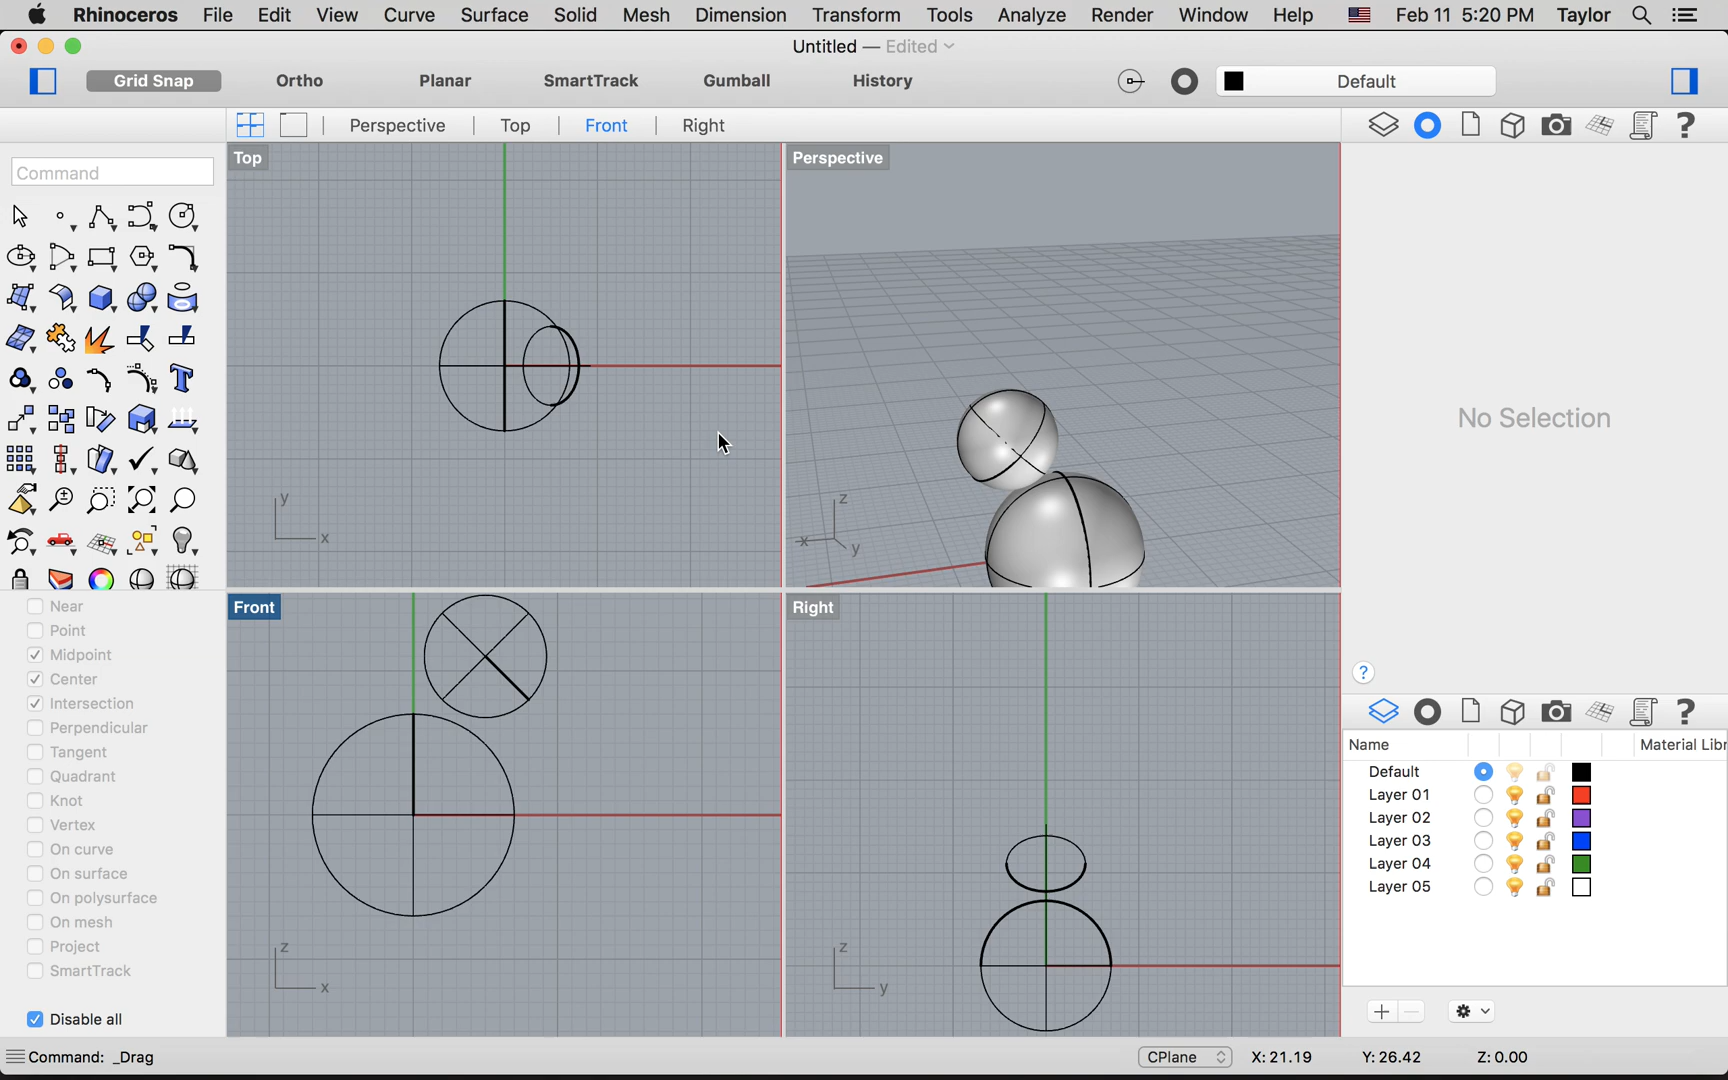 Rhinoceros File Edit View Curve Surface Solid Mesh Dimension Transform Tools Analyze Render Window Help Feb 11 5:20 PM Taylor
Untitled — Edited
Grid Snap Ortho Planar SmartTrack Gumball History Default
Perspective Top Front Right
Command
Top
y
x
Perspective
z
x
y
Front
z
x
Right
z
y
No Selection
?
Near
Point
Midpoint
Center
Intersection
Perpendicular
Tangent
Quadrant
Knot
Vertex
On curve
On surface
On polysurface
On mesh
Project
SmartTrack
Disable all
Name Material Libr
Default
Layer 01
Layer 02
Layer 03
Layer 04
Layer 05
Command: _Drag
CPlane X: 21.19 Y: 26.42 Z: 0.00